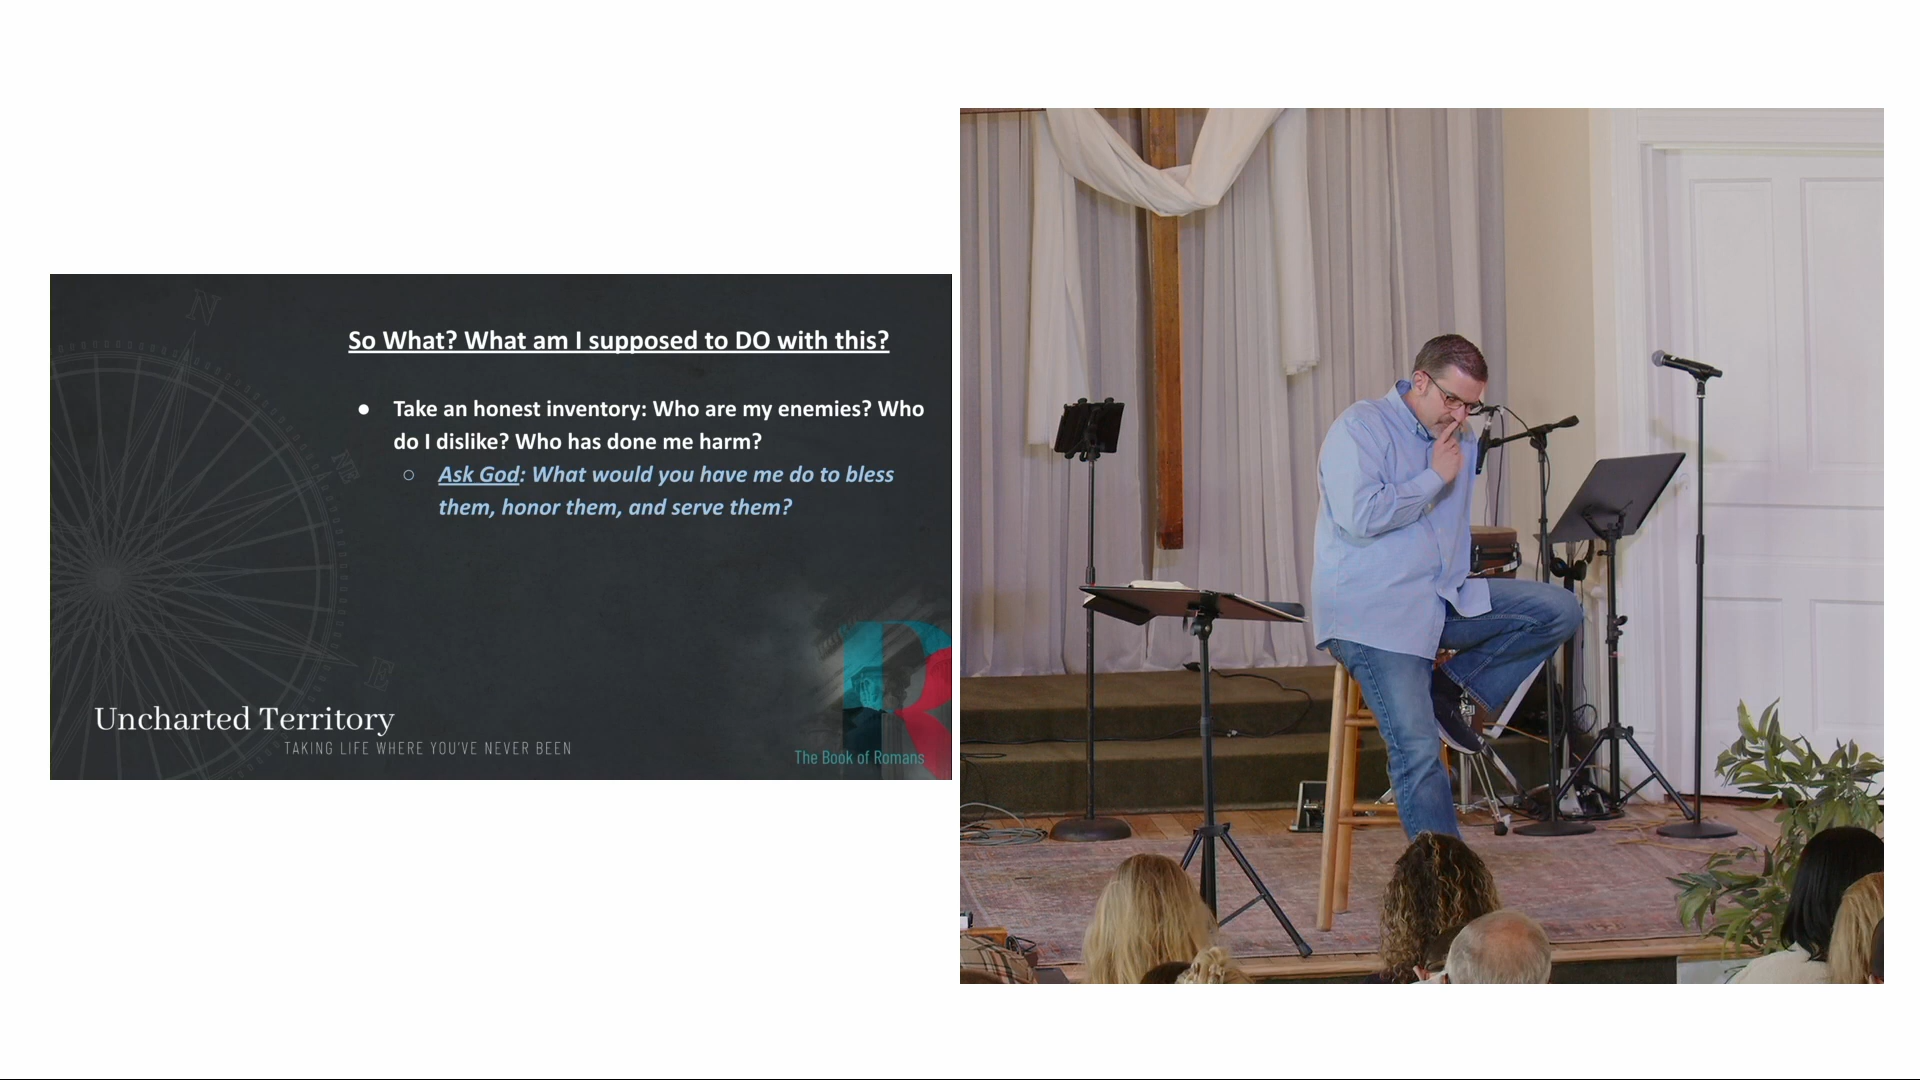 N
So What? What am I supposed to DO with this?
NE
● Take an honest inventory: Who are my enemies? Who
do I dislike? Who has done me harm?
○ Ask God: What would you have me do to bless
them, honor them, and serve them?
E
R
Uncharted Territory
TAKING LIFE WHERE YOU'VE NEVER BEEN
The Book of Romans